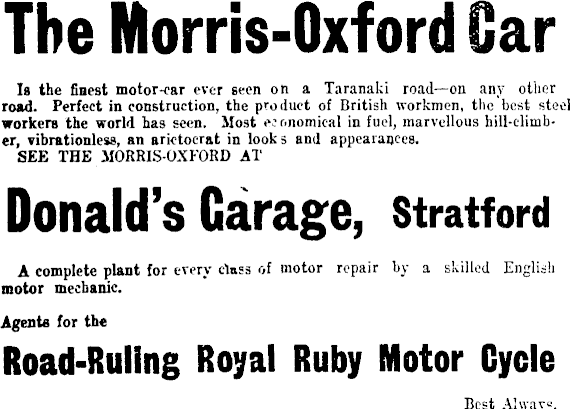 The Morris-Oxford Car
Is the finest motor-car ever seen on a Taranaki road—on any other
road. Perfect in construction, the product of British workmen, the best steel
workers the world has seen. Most economical in fuel, marvellous hill-climb-
er, vibrationless, an arictocrat in looks and appearances.
SEE THE MORRIS-OXFORD AT
Donald's Garage, Stratford
A complete plant for every class of motor repair by a skilled English
motor mechanic.
Agents for the
Road-Ruling Royal Ruby Motor Cycle
Best Always.